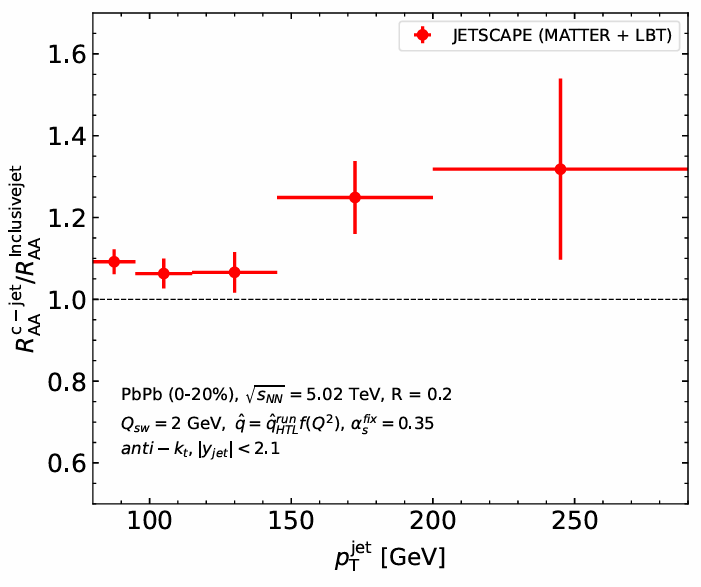 JETSCAPE (MATTER + LBT)
1.6
1.4
1.2
1.0
0.8
0.6
R_AA^{c−jet}/R_AA^{Inclusivejet}
PbPb (0-20%), √s_NN = 5.02 TeV, R = 0.2
Q_sw = 2 GeV, q̂ = q̂_HTL^run f(Q²), α_s^fix = 0.35
anti − k_t, |y_jet| < 2.1
100 150 200 250
p_T^jet [GeV]